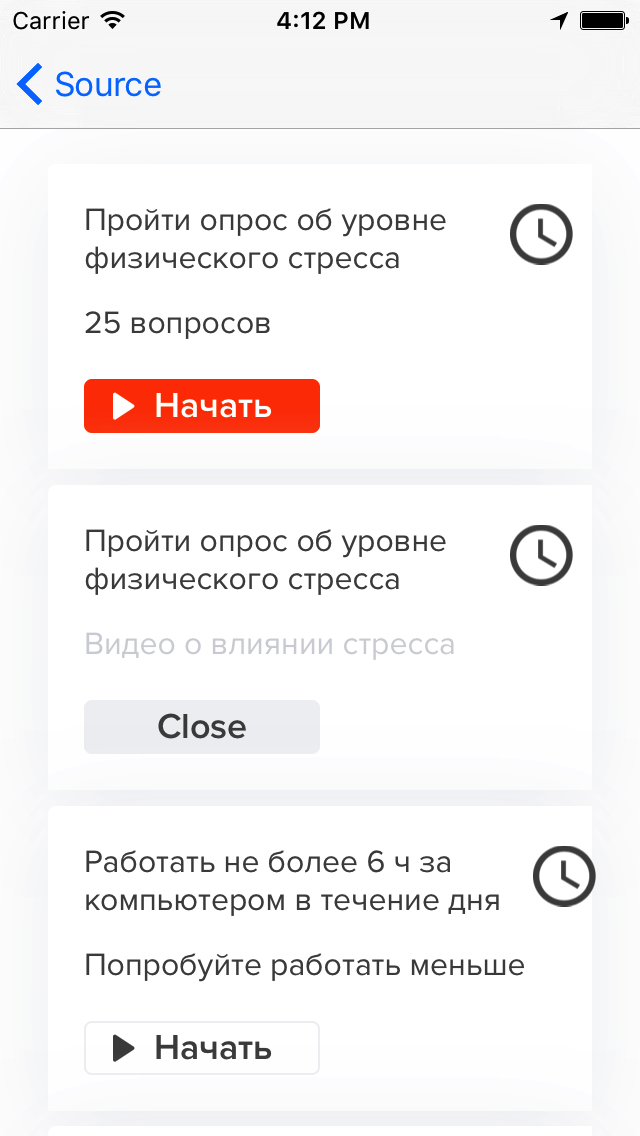 Carrier 4:12 PM
Source
Пройти опрос об уровне
физического стресса
25 вопросов
Начать
Пройти опрос об уровне
физического стресса
Видео о влиянии стресса
Close
Работать не более 6 ч за
компьютером в течение дня
Попробуйте работать меньше
Начать